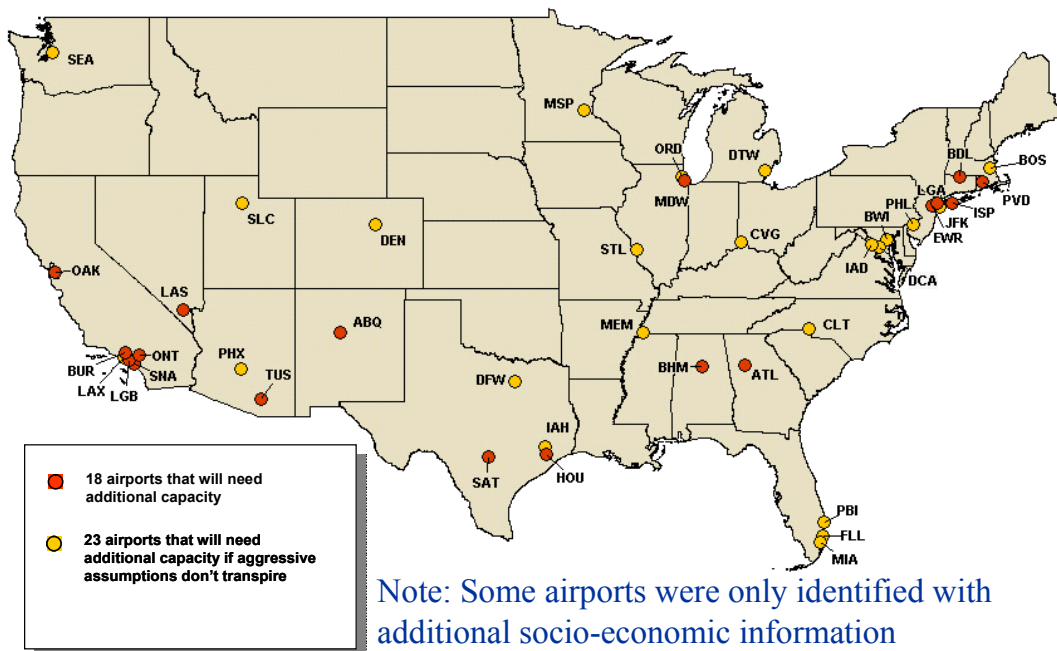 SEA
MSP
ORD
DTW
BDL
BOS
MDW
LGA
PVD
SLC
PHL
BWI
ISP
JFK
DEN
STL
CVG
EWR
IAD
OAK
DCA
LAS
ABQ
MEM
CLT
ONT
BUR
PHX
SNA
BHM
ATL
LAX
TUS
DFW
LGB
IAH
SAT
HOU
PBI
FLL
MIA
18 airports that will need
additional capacity
23 airports that will need
additional capacity if aggressive
assumptions don't transpire
Note: Some airports were only identified with
additional socio-economic information